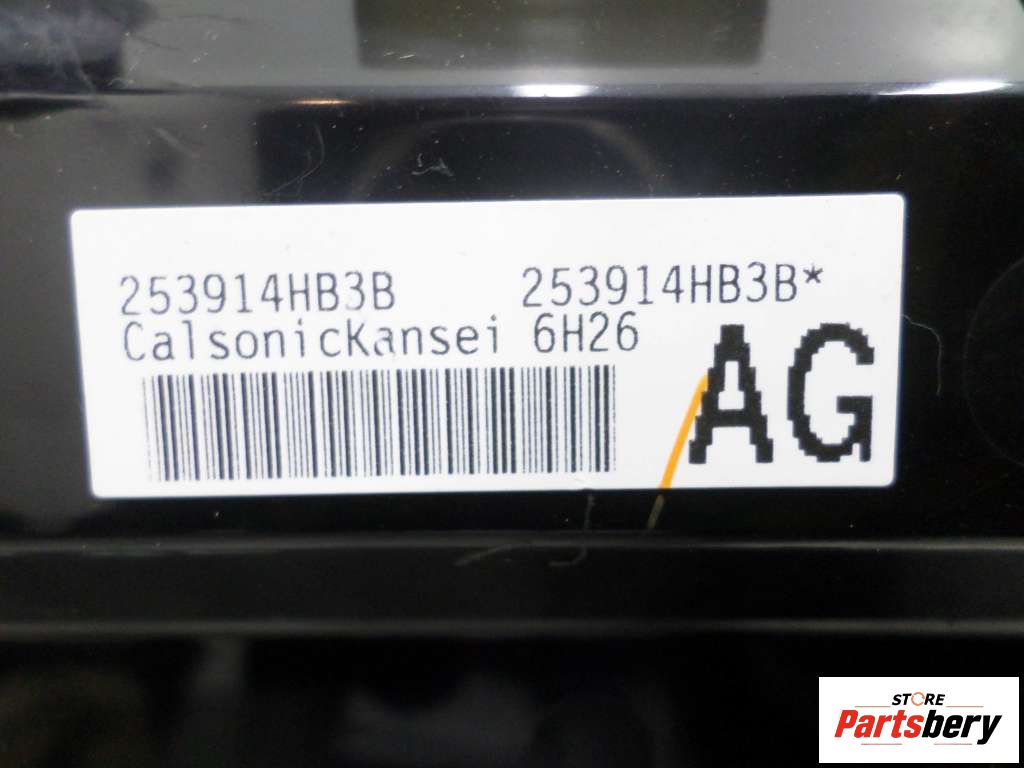 253914HB3B 253914HB3B*
CalsonicKansei 6H26
AG
STORE
Partsbery